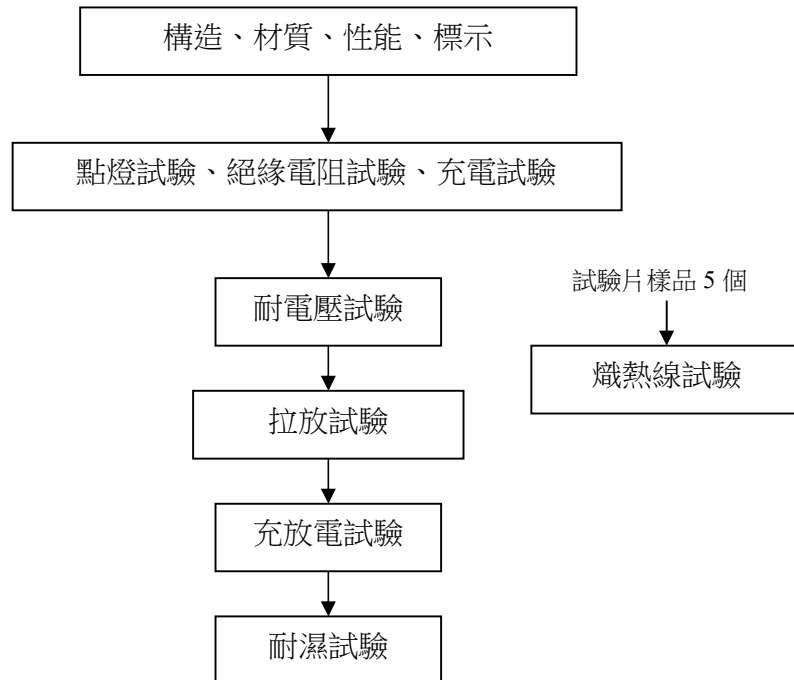 構造、材質、性能、標示
點燈試驗、絕緣電阻試驗、充電試驗
耐電壓試驗
拉放試驗
充放電試驗
耐濕試驗
試驗片樣品 5 個
熾熱線試驗